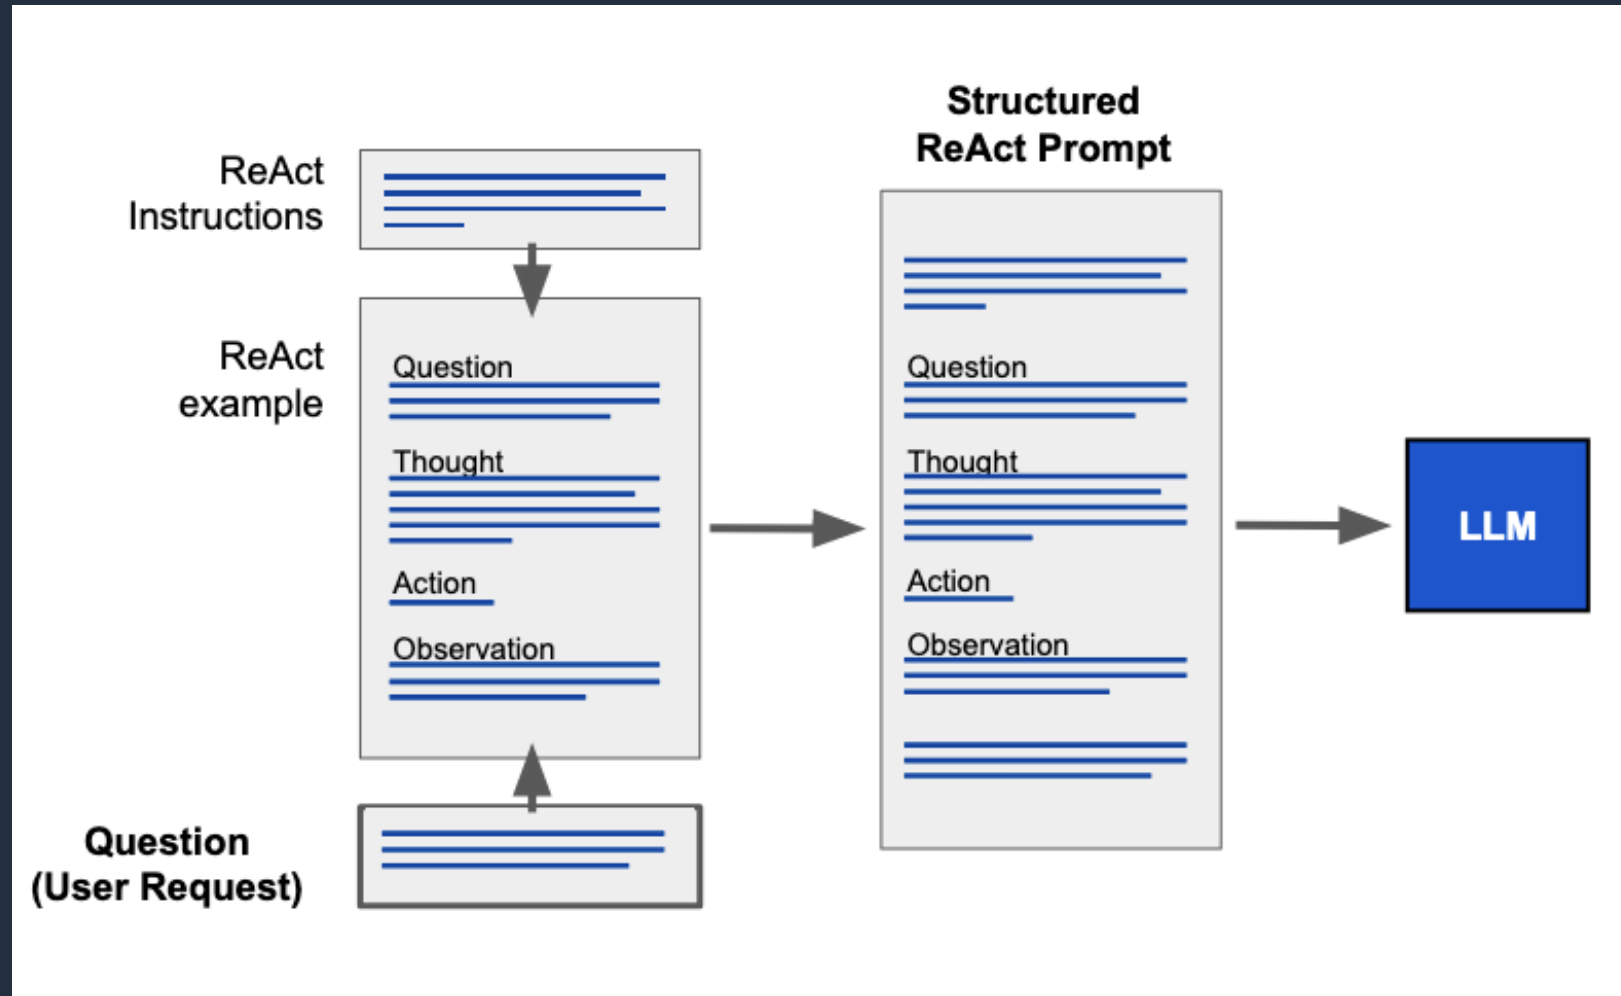 Structured
ReAct Prompt
ReAct
Instructions
ReAct
example
Question
Thought
Action
Observation
Question
(User Request)
Question
Thought
Action
Observation
LLM